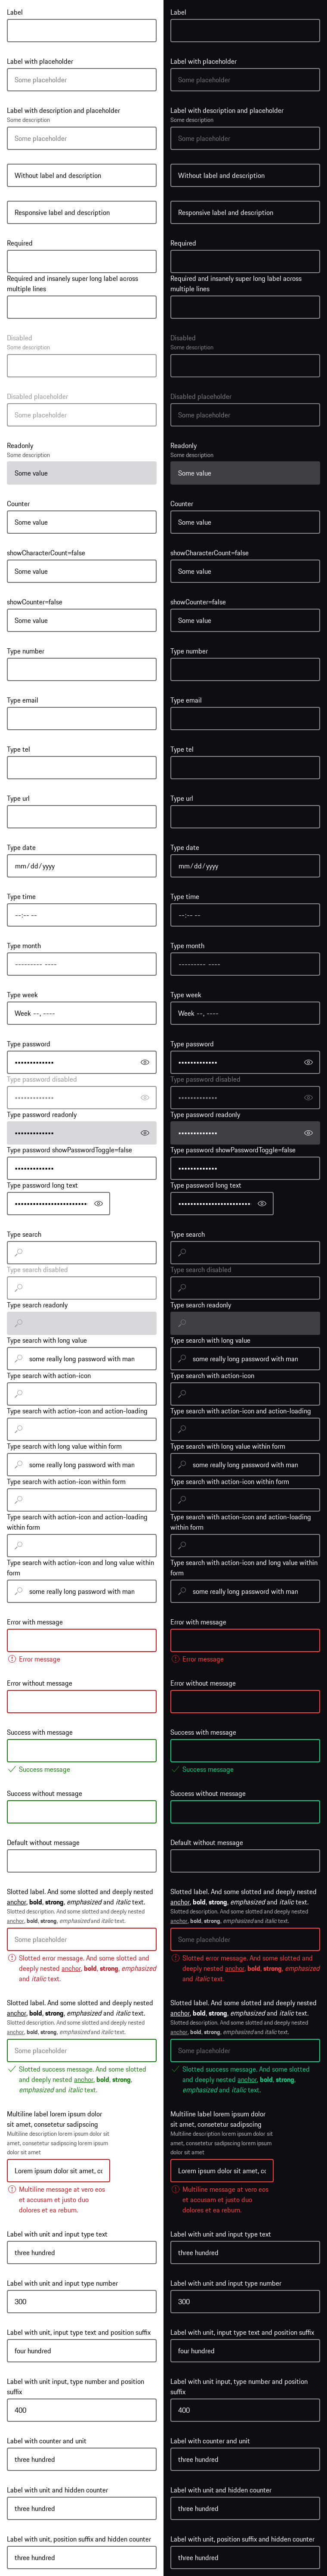 Label
Label with placeholder
Some placeholder
Label with description and placeholder
Some description
Some placeholder
Without label and description
Responsive label and description
Required
Required and insanely super long label across
multiple lines
Disabled
Some description
Disabled placeholder
Some placeholder
Readonly
Some description
Some value
Counter
Some value
showCharacterCount=false
Some value
showCounter=false
Some value
Type number
Type email
Type tel
Type url
Type date
mm/dd/yyyy
Type time
--:-- --
Type month
--------- ----
Type week
Week --, ----
Type password
•••••••••••••
Type password disabled
•••••••••••••
Type password readonly
•••••••••••••
Type password showPasswordToggle=false
•••••••••••••
Type password long text
••••••••••••••••••••••••
Type search
Type search disabled
Type search readonly
Type search with long value
some really long password with man
Type search with action-icon
Type search with action-icon and action-loading
Type search with long value within form
some really long password with man
Type search with action-icon within form
Type search with action-icon and action-loading
within form
Type search with action-icon and long value within
form
some really long password with man
Error with message
Error message
Error without message
Success with message
Success message
Success without message
Default without message
Slotted label. And some slotted and deeply nested
anchor, bold, strong, emphasized and italic text.
Slotted description. And some slotted and deeply nested
anchor, bold, strong, emphasized and italic text.
Some placeholder
Slotted error message. And some slotted and
deeply nested anchor, bold, strong, emphasized
and italic text.
Slotted label. And some slotted and deeply nested
anchor, bold, strong, emphasized and italic text.
Slotted description. And some slotted and deeply nested
anchor, bold, strong, emphasized and italic text.
Some placeholder
Slotted success message. And some slotted
and deeply nested anchor, bold, strong,
emphasized and italic text.
Multiline label lorem ipsum dolor
sit amet, consetetur sadipscing
Multiline description lorem ipsum dolor sit
amet, consetetur sadipscing lorem ipsum
dolor sit amet
Lorem ipsum dolor sit amet, cc
Multiline message at vero eos
et accusam et justo duo
dolores et ea rebum.
Label with unit and input type text
three hundred
Label with unit and input type number
300
Label with unit, input type text and position suffix
four hundred
Label with unit input, type number and position
suffix
400
Label with counter and unit
three hundred
Label with unit and hidden counter
three hundred
Label with unit, position suffix and hidden counter
three hundred
Label
Label with placeholder
Some placeholder
Label with description and placeholder
Some description
Some placeholder
Without label and description
Responsive label and description
Required
Required and insanely super long label across
multiple lines
Disabled
Some description
Disabled placeholder
Some placeholder
Readonly
Some description
Some value
Counter
Some value
showCharacterCount=false
Some value
showCounter=false
Some value
Type number
Type email
Type tel
Type url
Type date
mm/dd/yyyy
Type time
--:-- --
Type month
--------- ----
Type week
Week --, ----
Type password
•••••••••••••
Type password disabled
•••••••••••••
Type password readonly
•••••••••••••
Type password showPasswordToggle=false
•••••••••••••
Type password long text
••••••••••••••••••••••••
Type search
Type search disabled
Type search readonly
Type search with long value
some really long password with man
Type search with action-icon
Type search with action-icon and action-loading
Type search with long value within form
some really long password with man
Type search with action-icon within form
Type search with action-icon and action-loading
within form
Type search with action-icon and long value within
form
some really long password with man
Error with message
Error message
Error without message
Success with message
Success message
Success without message
Default without message
Slotted label. And some slotted and deeply nested
anchor, bold, strong, emphasized and italic text.
Slotted description. And some slotted and deeply nested
anchor, bold, strong, emphasized and italic text.
Some placeholder
Slotted error message. And some slotted and
deeply nested anchor, bold, strong, emphasized
and italic text.
Slotted label. And some slotted and deeply nested
anchor, bold, strong, emphasized and italic text.
Slotted description. And some slotted and deeply nested
anchor, bold, strong, emphasized and italic text.
Some placeholder
Slotted success message. And some slotted
and deeply nested anchor, bold, strong,
emphasized and italic text.
Multiline label lorem ipsum dolor
sit amet, consetetur sadipscing
Multiline description lorem ipsum dolor sit
amet, consetetur sadipscing lorem ipsum
dolor sit amet
Lorem ipsum dolor sit amet, cc
Multiline message at vero eos
et accusam et justo duo
dolores et ea rebum.
Label with unit and input type text
three hundred
Label with unit and input type number
300
Label with unit, input type text and position suffix
four hundred
Label with unit input, type number and position
suffix
400
Label with counter and unit
three hundred
Label with unit and hidden counter
three hundred
Label with unit, position suffix and hidden counter
three hundred